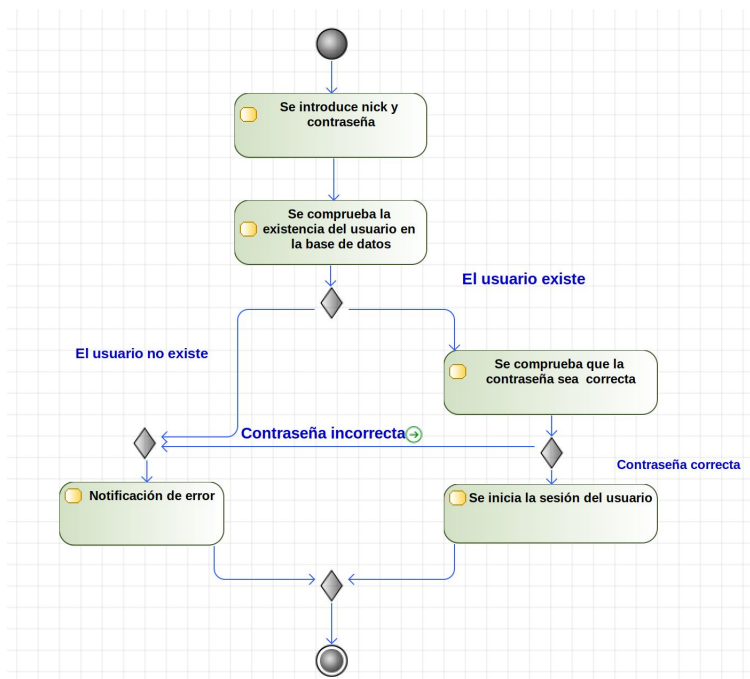 Se introduce nick y
contraseña
Se comprueba la
existencia del usuario en
la base de datos
El usuario existe
El usuario no existe
Se comprueba que la
contraseña sea correcta
Contraseña incorrecta
Contraseña correcta
Notificación de error
Se inicia la sesión del usuario